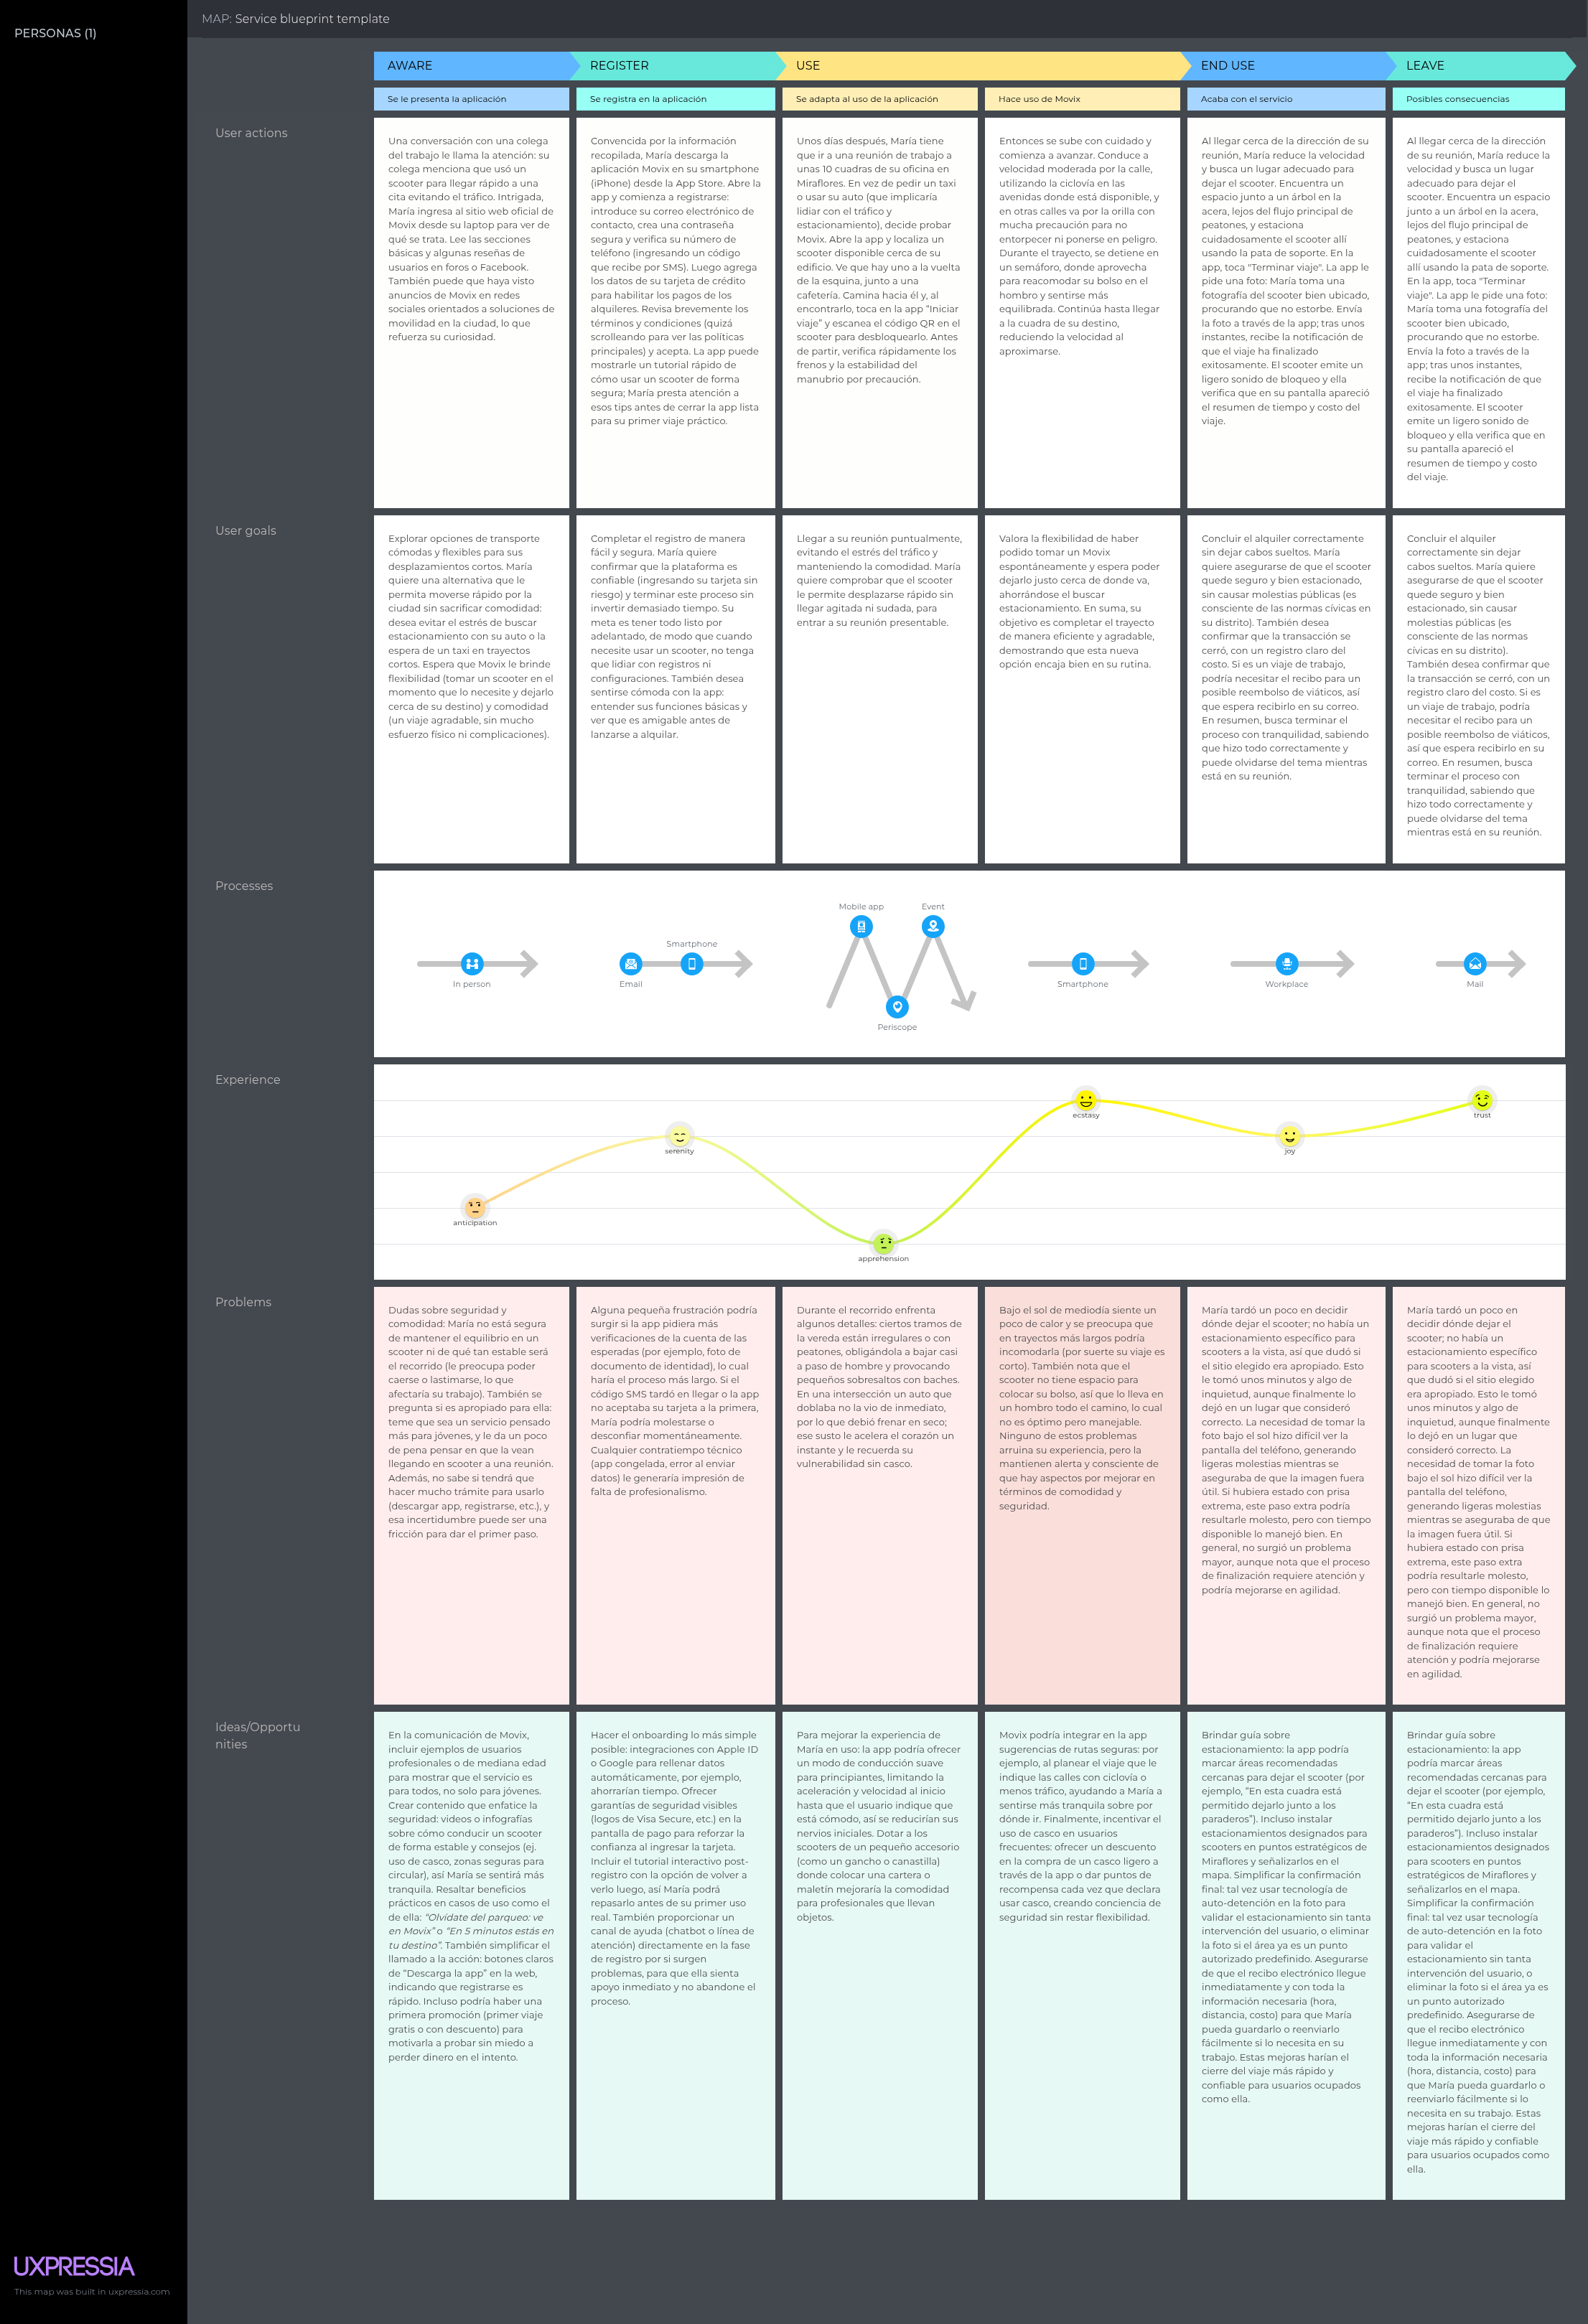 PERSONAS (1)
MAP: Service blueprint template
AWARE
REGISTER
USE
END USE
LEAVE
Se le presenta la aplicación
Se registra en la aplicación
Se adapta al uso de la aplicación
Hace uso de Movix
Acaba con el servicio
Posibles consecuencias
User actions
Una conversación con una colega
del trabajo le llama la atención: su
colega menciona que usó un
scooter para llegar rápido a una
cita evitando el tráfico. Intrigada,
María ingresa al sitio web oficial de
Movix desde su laptop para ver de
qué se trata. Lee las secciones
básicas y algunas reseñas de
usuarios en foros o Facebook.
También puede que haya visto
anuncios de Movix en redes
sociales orientados a soluciones de
movilidad en la ciudad, lo que
refuerza su curiosidad.
Convencida por la información
recopilada, María descarga la
aplicación Movix en su smartphone
(iPhone) desde la App Store. Abre la
app y comienza a registrarse:
introduce su correo electrónico de
contacto, crea una contraseña
segura y verifica su número de
teléfono (ingresando un código
que recibe por SMS). Luego agrega
los datos de su tarjeta de crédito
para habilitar los pagos de los
alquileres. Revisa brevemente los
términos y condiciones (quizá
scrolleando para ver las políticas
principales) y acepta. La app puede
mostrarle un tutorial rápido de
cómo usar un scooter de forma
segura; María presta atención a
esos tips antes de cerrar la app lista
para su primer viaje práctico.
Unos días después, María tiene
que ir a una reunión de trabajo a
unas 10 cuadras de su oficina en
Miraflores. En vez de pedir un taxi
o usar su auto (que implicaría
lidiar con el tráfico y
estacionamiento), decide probar
Movix. Abre la app y localiza un
scooter disponible cerca de su
edificio. Ve que hay uno a la vuelta
de la esquina, junto a una
cafetería. Camina hacia él y, al
encontrarlo, toca en la app “Iniciar
viaje” y escanea el código QR en el
scooter para desbloquearlo. Antes
de partir, verifica rápidamente los
frenos y la estabilidad del
manubrio por precaución.
Entonces se sube con cuidado y
comienza a avanzar. Conduce a
velocidad moderada por la calle,
utilizando la ciclovía en las
avenidas donde está disponible, y
en otras calles va por la orilla con
mucha precaución para no
entorpecer ni ponerse en peligro.
Durante el trayecto, se detiene en
un semáforo, donde aprovecha
para reacomodar su bolso en el
hombro y sentirse más
equilibrada. Continúa hasta llegar
a la cuadra de su destino,
reduciendo la velocidad al
aproximarse.
Al llegar cerca de la dirección de su
reunión, María reduce la velocidad
y busca un lugar adecuado para
dejar el scooter. Encuentra un
espacio junto a un árbol en la
acera, lejos del flujo principal de
peatones, y estaciona
cuidadosamente el scooter allí
usando la pata de soporte. En la
app, toca "Terminar viaje". La app le
pide una foto: María toma una
fotografía del scooter bien ubicado,
procurando que no estorbe. Envía
la foto a través de la app; tras unos
instantes, recibe la notificación de
que el viaje ha finalizado
exitosamente. El scooter emite un
ligero sonido de bloqueo y ella
verifica que en su pantalla apareció
el resumen de tiempo y costo del
viaje.
Al llegar cerca de la dirección
de su reunión, María reduce la
velocidad y busca un lugar
adecuado para dejar el
scooter. Encuentra un espacio
junto a un árbol en la acera,
lejos del flujo principal de
peatones, y estaciona
cuidadosamente el scooter
allí usando la pata de soporte.
En la app, toca "Terminar
viaje". La app le pide una foto:
María toma una fotografía del
scooter bien ubicado,
procurando que no estorbe.
Envía la foto a través de la
app; tras unos instantes,
recibe la notificación de que
el viaje ha finalizado
exitosamente. El scooter
emite un ligero sonido de
bloqueo y ella verifica que en
su pantalla apareció el
resumen de tiempo y costo
del viaje.
User goals
Explorar opciones de transporte
cómodas y flexibles para sus
desplazamientos cortos. María
quiere una alternativa que le
permita moverse rápido por la
ciudad sin sacrificar comodidad:
desea evitar el estrés de buscar
estacionamiento con su auto o la
espera de un taxi en trayectos
cortos. Espera que Movix le brinde
flexibilidad (tomar un scooter en el
momento que lo necesite y dejarlo
cerca de su destino) y comodidad
(un viaje agradable, sin mucho
esfuerzo físico ni complicaciones).
Completar el registro de manera
fácil y segura. María quiere
confirmar que la plataforma es
confiable (ingresando su tarjeta sin
riesgo) y terminar este proceso sin
invertir demasiado tiempo. Su
meta es tener todo listo por
adelantado, de modo que cuando
necesite usar un scooter, no tenga
que lidiar con registros ni
configuraciones. También desea
sentirse cómoda con la app:
entender sus funciones básicas y
ver que es amigable antes de
lanzarse a alquilar.
Llegar a su reunión puntualmente,
evitando el estrés del tráfico y
manteniendo la comodidad. María
quiere comprobar que el scooter
le permite desplazarse rápido sin
llegar agitada ni sudada, para
entrar a su reunión presentable.
Valora la flexibilidad de haber
podido tomar un Movix
espontáneamente y espera poder
dejarlo justo cerca de donde va,
ahorrándose el buscar
estacionamiento. En suma, su
objetivo es completar el trayecto
de manera eficiente y agradable,
demostrando que esta nueva
opción encaja bien en su rutina.
Concluir el alquiler correctamente
sin dejar cabos sueltos. María
quiere asegurarse de que el scooter
quede seguro y bien estacionado,
sin causar molestias públicas (es
consciente de las normas cívicas en
su distrito). También desea
confirmar que la transacción se
cerró, con un registro claro del
costo. Si es un viaje de trabajo,
podría necesitar el recibo para un
posible reembolso de viáticos, así
que espera recibirlo en su correo.
En resumen, busca terminar el
proceso con tranquilidad, sabiendo
que hizo todo correctamente y
puede olvidarse del tema mientras
está en su reunión.
Concluir el alquiler
correctamente sin dejar
cabos sueltos. María quiere
asegurarse de que el scooter
quede seguro y bien
estacionado, sin causar
molestias públicas (es
consciente de las normas
cívicas en su distrito).
También desea confirmar que
la transacción se cerró, con un
registro claro del costo. Si es
un viaje de trabajo, podría
necesitar el recibo para un
posible reembolso de viáticos,
así que espera recibirlo en su
correo. En resumen, busca
terminar el proceso con
tranquilidad, sabiendo que
hizo todo correctamente y
puede olvidarse del tema
mientras está en su reunión.
Processes
In person
Email
Smartphone
Mobile app
Periscope
Event
Smartphone
Workplace
Mail
Experience
anticipation
serenity
apprehension
ecstasy
joy
trust
Problems
Dudas sobre seguridad y
comodidad: María no está segura
de mantener el equilibrio en un
scooter ni de qué tan estable será
el recorrido (le preocupa poder
caerse o lastimarse, lo que
afectaría su trabajo). También se
pregunta si es apropiado para ella:
teme que sea un servicio pensado
más para jóvenes, y le da un poco
de pena pensar en que la vean
llegando en scooter a una reunión.
Además, no sabe si tendrá que
hacer mucho trámite para usarlo
(descargar app, registrarse, etc.), y
esa incertidumbre puede ser una
fricción para dar el primer paso.
Alguna pequeña frustración podría
surgir si la app pidiera más
verificaciones de la cuenta de las
esperadas (por ejemplo, foto de
documento de identidad), lo cual
haría el proceso más largo. Si el
código SMS tardó en llegar o la app
no aceptaba su tarjeta a la primera,
María podría molestarse o
desconfiar momentáneamente.
Cualquier contratiempo técnico
(app congelada, error al enviar
datos) le generaría impresión de
falta de profesionalismo.
Durante el recorrido enfrenta
algunos detalles: ciertos tramos de
la vereda están irregulares o con
peatones, obligándola a bajar casi
a paso de hombre y provocando
pequeños sobresaltos con baches.
En una intersección un auto que
doblaba no la vio de inmediato,
por lo que debió frenar en seco;
ese susto le acelera el corazón un
instante y le recuerda su
vulnerabilidad sin casco.
Bajo el sol de mediodía siente un
poco de calor y se preocupa que
en trayectos más largos podría
incomodarla (por suerte su viaje es
corto). También nota que el
scooter no tiene espacio para
colocar su bolso, así que lo lleva en
un hombro todo el camino, lo cual
no es óptimo pero manejable.
Ninguno de estos problemas
arruina su experiencia, pero la
mantienen alerta y consciente de
que hay aspectos por mejorar en
términos de comodidad y
seguridad.
María tardó un poco en decidir
dónde dejar el scooter; no había un
estacionamiento específico para
scooters a la vista, así que dudó si
el sitio elegido era apropiado. Esto
le tomó unos minutos y algo de
inquietud, aunque finalmente lo
dejó en un lugar que consideró
correcto. La necesidad de tomar la
foto bajo el sol hizo difícil ver la
pantalla del teléfono, generando
ligeras molestias mientras se
aseguraba de que la imagen fuera
útil. Si hubiera estado con prisa
extrema, este paso extra podría
resultarle molesto, pero con tiempo
disponible lo manejó bien. En
general, no surgió un problema
mayor, aunque nota que el proceso
de finalización requiere atención y
podría mejorarse en agilidad.
María tardó un poco en
decidir dónde dejar el
scooter; no había un
estacionamiento específico
para scooters a la vista, así
que dudó si el sitio elegido
era apropiado. Esto le tomó
unos minutos y algo de
inquietud, aunque finalmente
lo dejó en un lugar que
consideró correcto. La
necesidad de tomar la foto
bajo el sol hizo difícil ver la
pantalla del teléfono,
generando ligeras molestias
mientras se aseguraba de que
la imagen fuera útil. Si
hubiera estado con prisa
extrema, este paso extra
podría resultarle molesto,
pero con tiempo disponible lo
manejó bien. En general, no
surgió un problema mayor,
aunque nota que el proceso
de finalización requiere
atención y podría mejorarse
en agilidad.
Ideas/Opportu
nities
En la comunicación de Movix,
incluir ejemplos de usuarios
profesionales o de mediana edad
para mostrar que el servicio es
para todos, no solo para jóvenes.
Crear contenido que enfatice la
seguridad: videos o infografías
sobre cómo conducir un scooter
de forma estable y consejos (ej.
uso de casco, zonas seguras para
circular), así María se sentirá más
tranquila. Resaltar beneficios
prácticos en casos de uso como el
de ella: “Olvídate del parqueo: ve
en Movix” o “En 5 minutos estás en
tu destino”. También simplificar el
llamado a la acción: botones claros
de “Descarga la app” en la web,
indicando que registrarse es
rápido. Incluso podría haber una
primera promoción (primer viaje
gratis o con descuento) para
motivarla a probar sin miedo a
perder dinero en el intento.
Hacer el onboarding lo más simple
posible: integraciones con Apple ID
o Google para rellenar datos
automáticamente, por ejemplo,
ahorrarían tiempo. Ofrecer
garantías de seguridad visibles
(logos de Visa Secure, etc.) en la
pantalla de pago para reforzar la
confianza al ingresar la tarjeta.
Incluir el tutorial interactivo post-
registro con la opción de volver a
verlo luego, así María podrá
repasarlo antes de su primer uso
real. También proporcionar un
canal de ayuda (chatbot o línea de
atención) directamente en la fase
de registro por si surgen
problemas, para que ella sienta
apoyo inmediato y no abandone el
proceso.
Para mejorar la experiencia de
María en uso: la app podría ofrecer
un modo de conducción suave
para principiantes, limitando la
aceleración y velocidad al inicio
hasta que el usuario indique que
está cómodo, así se reducirían sus
nervios iniciales. Dotar a los
scooters de un pequeño accesorio
(como un gancho o canastilla)
donde colocar una cartera o
maletín mejoraría la comodidad
para profesionales que llevan
objetos.
Movix podría integrar en la app
sugerencias de rutas seguras: por
ejemplo, al planear el viaje que le
indique las calles con ciclovía o
menos tráfico, ayudando a María a
sentirse más tranquila sobre por
dónde ir. Finalmente, incentivar el
uso de casco en usuarios
frecuentes: ofrecer un descuento
en la compra de un casco ligero a
través de la app o dar puntos de
recompensa cada vez que declara
usar casco, creando conciencia de
seguridad sin restar flexibilidad.
Brindar guía sobre
estacionamiento: la app podría
marcar áreas recomendadas
cercanas para dejar el scooter (por
ejemplo, “En esta cuadra está
permitido dejarlo junto a los
paraderos”). Incluso instalar
estacionamientos designados para
scooters en puntos estratégicos de
Miraflores y señalizarlos en el
mapa. Simplificar la confirmación
final: tal vez usar tecnología de
auto-detención en la foto para
validar el estacionamiento sin tanta
intervención del usuario, o eliminar
la foto si el área ya es un punto
autorizado predefinido. Asegurarse
de que el recibo electrónico llegue
inmediatamente y con toda la
información necesaria (hora,
distancia, costo) para que María
pueda guardarlo o reenviarlo
fácilmente si lo necesita en su
trabajo. Estas mejoras harían el
cierre del viaje más rápido y
confiable para usuarios ocupados
como ella.
Brindar guía sobre
estacionamiento: la app
podría marcar áreas
recomendadas cercanas para
dejar el scooter (por ejemplo,
“En esta cuadra está
permitido dejarlo junto a los
paraderos”). Incluso instalar
estacionamientos designados
para scooters en puntos
estratégicos de Miraflores y
señalizarlos en el mapa.
Simplificar la confirmación
final: tal vez usar tecnología
de auto-detención en la foto
para validar el
estacionamiento sin tanta
intervención del usuario, o
eliminar la foto si el área ya es
un punto autorizado
predefinido. Asegurarse de
que el recibo electrónico
llegue inmediatamente y con
toda la información necesaria
(hora, distancia, costo) para
que María pueda guardarlo o
reenviarlo fácilmente si lo
necesita en su trabajo. Estas
mejoras harían el cierre del
viaje más rápido y confiable
para usuarios ocupados como
ella.
UXPRESSIA
This map was built in uxpressia.com